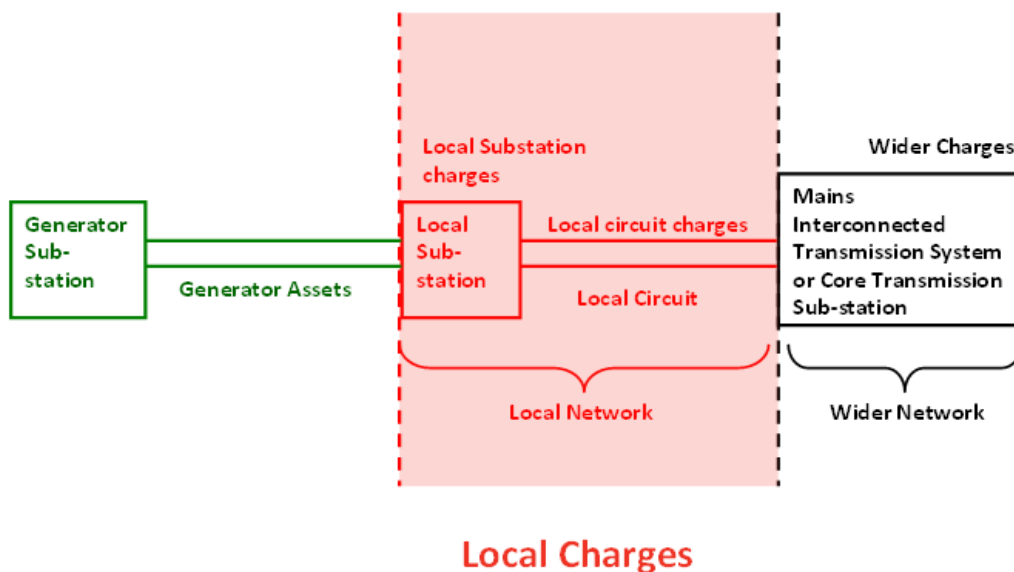 Local Substation
charges
Wider Charges
Generator
Sub-
station
Generator Assets
Local
Sub-
station
Local circuit charges
Local Circuit
Mains
Interconnected
Transmission System
or Core Transmission
Sub-station
Local Network
Wider Network
Local Charges